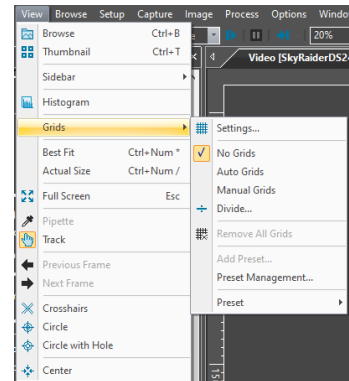 View Browse Setup Capture Image Process Options
Browse Ctrl+B
Thumbnail Ctrl+T
Sidebar
Histogram
Grids
Best Fit Ctrl+Num *
Actual Size Ctrl+Num /
Full Screen Esc
Pipette
Track
Previous Frame
Next Frame
Crosshairs
Circle
Circle with Hole
Center
20%
Video [SkyRaiderDS2-
Settings...
No Grids
Auto Grids
Manual Grids
Divide...
Remove All Grids
Add Preset...
Preset Management...
Preset
15